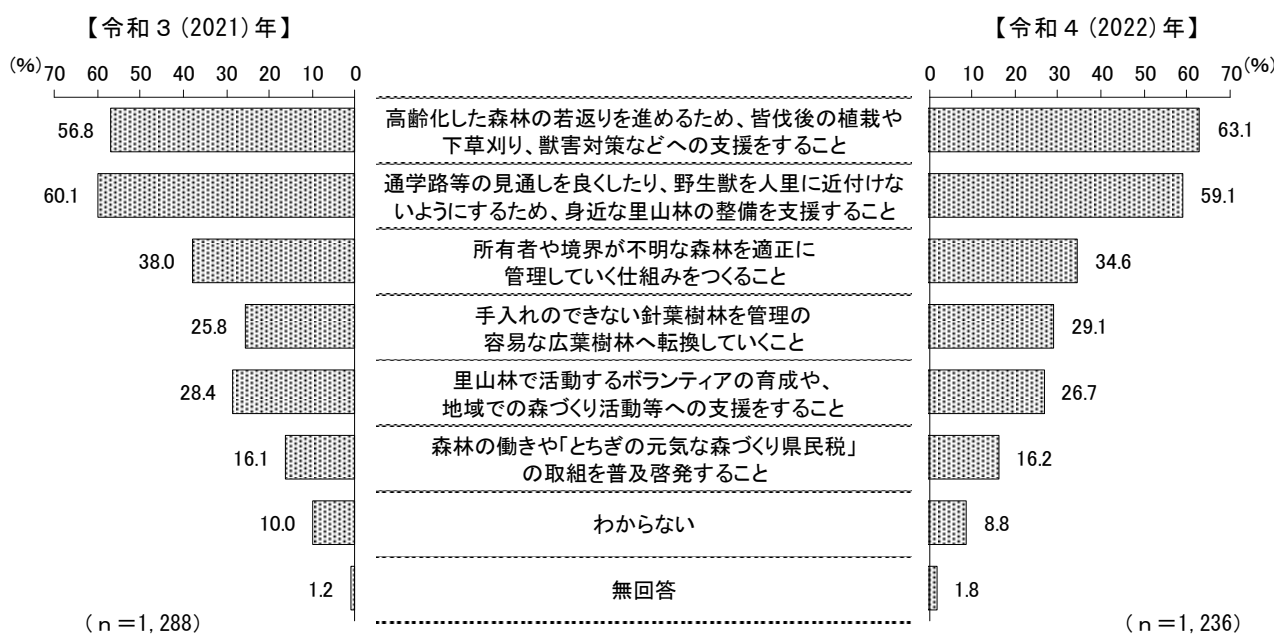 【令和３(2021)年】
【令和４(2022)年】
(%)
70 60 50 40 30 20 10 0
0 10 20 30 40 50 60 70
(%)
56.8
高齢化した森林の若返りを進めるため、皆伐後の植栽や
下草刈り、獣害対策などへの支援をすること
63.1
60.1
通学路等の見通しを良くしたり、野生獣を人里に近付けな
いようにするため、身近な里山林の整備を支援すること
59.1
38.0
所有者や境界が不明な森林を適正に
管理していく仕組みをつくること
34.6
25.8
手入れのできない針葉樹林を管理の
容易な広葉樹林へ転換していくこと
29.1
28.4
里山林で活動するボランティアの育成や、
地域での森づくり活動等への支援をすること
26.7
16.1
森林の働きや「とちぎの元気な森づくり県民税」
の取組を普及啓発すること
16.2
10.0
わからない
8.8
1.2
無回答
1.8
(ｎ＝1,288)
(ｎ＝1,236)